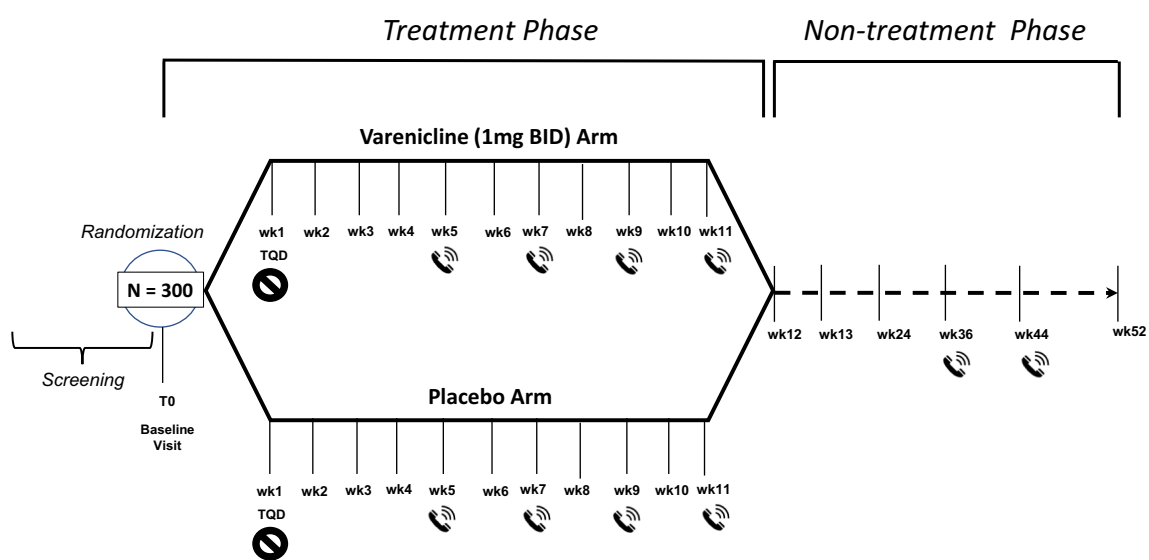 Treatment Phase
Non-treatment Phase
Varenicline (1mg BID) Arm
wk1 wk2 wk3 wk4 wk5 wk6 wk7 wk8 wk9 wk10 wk11
TQD
Randomization
N = 300
wk12 wk13 wk24 wk36 wk44 wk52
Screening
T0
Baseline
Visit
Placebo Arm
wk1 wk2 wk3 wk4 wk5 wk6 wk7 wk8 wk9 wk10 wk11
TQD